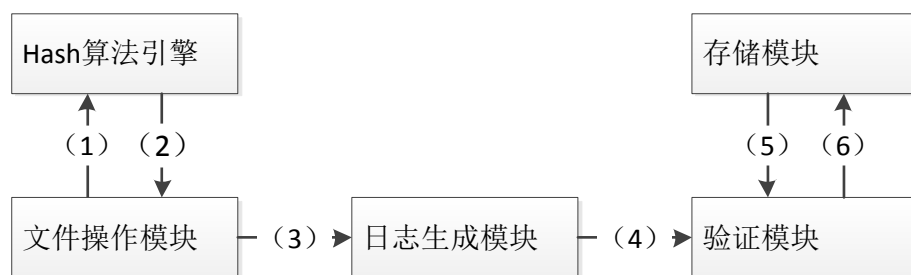 Hash算法引擎
存储模块
（1）
（2）
（5）
（6）
文件操作模块
（3）
日志生成模块
（4）
验证模块